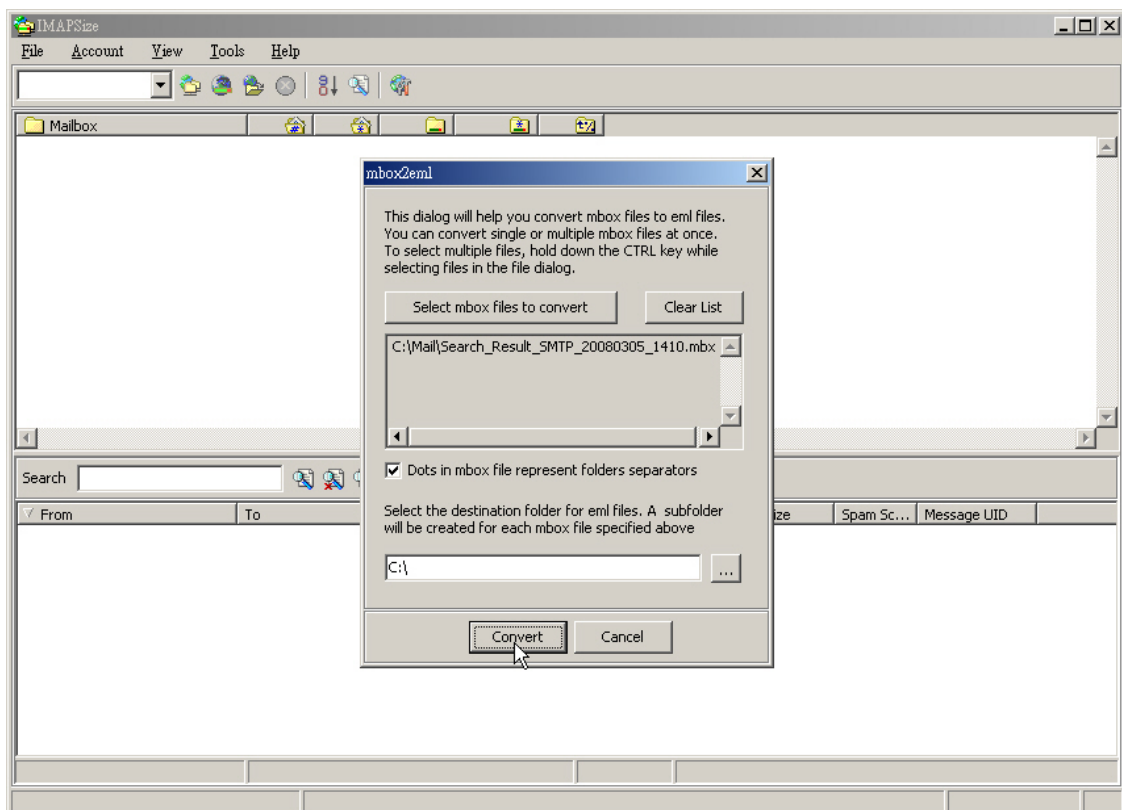 IMAPSize
File Account View Tools Help
Mailbox
mbox2eml
This dialog will help you convert mbox files to eml files.
You can convert single or multiple mbox files at once.
To select multiple files, hold down the CTRL key while
selecting files in the file dialog.
Select mbox files to convert Clear List
C:\Mail\Search_Result_SMTP_20080305_1410.mbx
Dots in mbox file represent folders separators
Select the destination folder for eml files. A subfolder
will be created for each mbox file specified above
C:\
...
Convert Cancel
Search
From To ize Spam Sc... Message UID